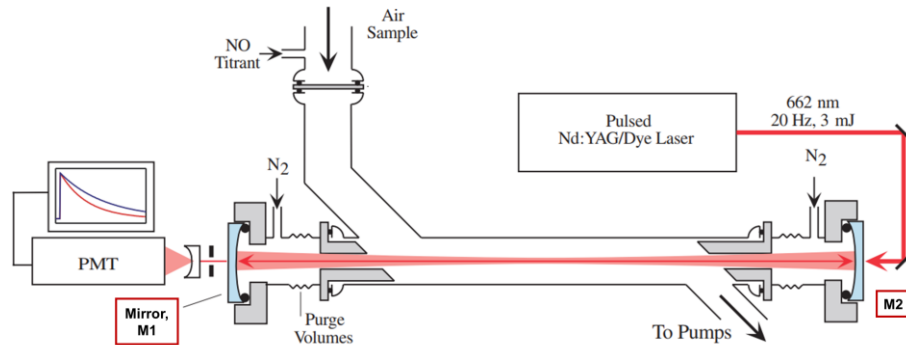 Air
Sample
NO
Titrant
662 nm
20 Hz, 3 mJ
Pulsed
Nd:YAG/Dye Laser
N2
N2
PMT
Mirror,
M1
Purge
Volumes
To Pumps
M2